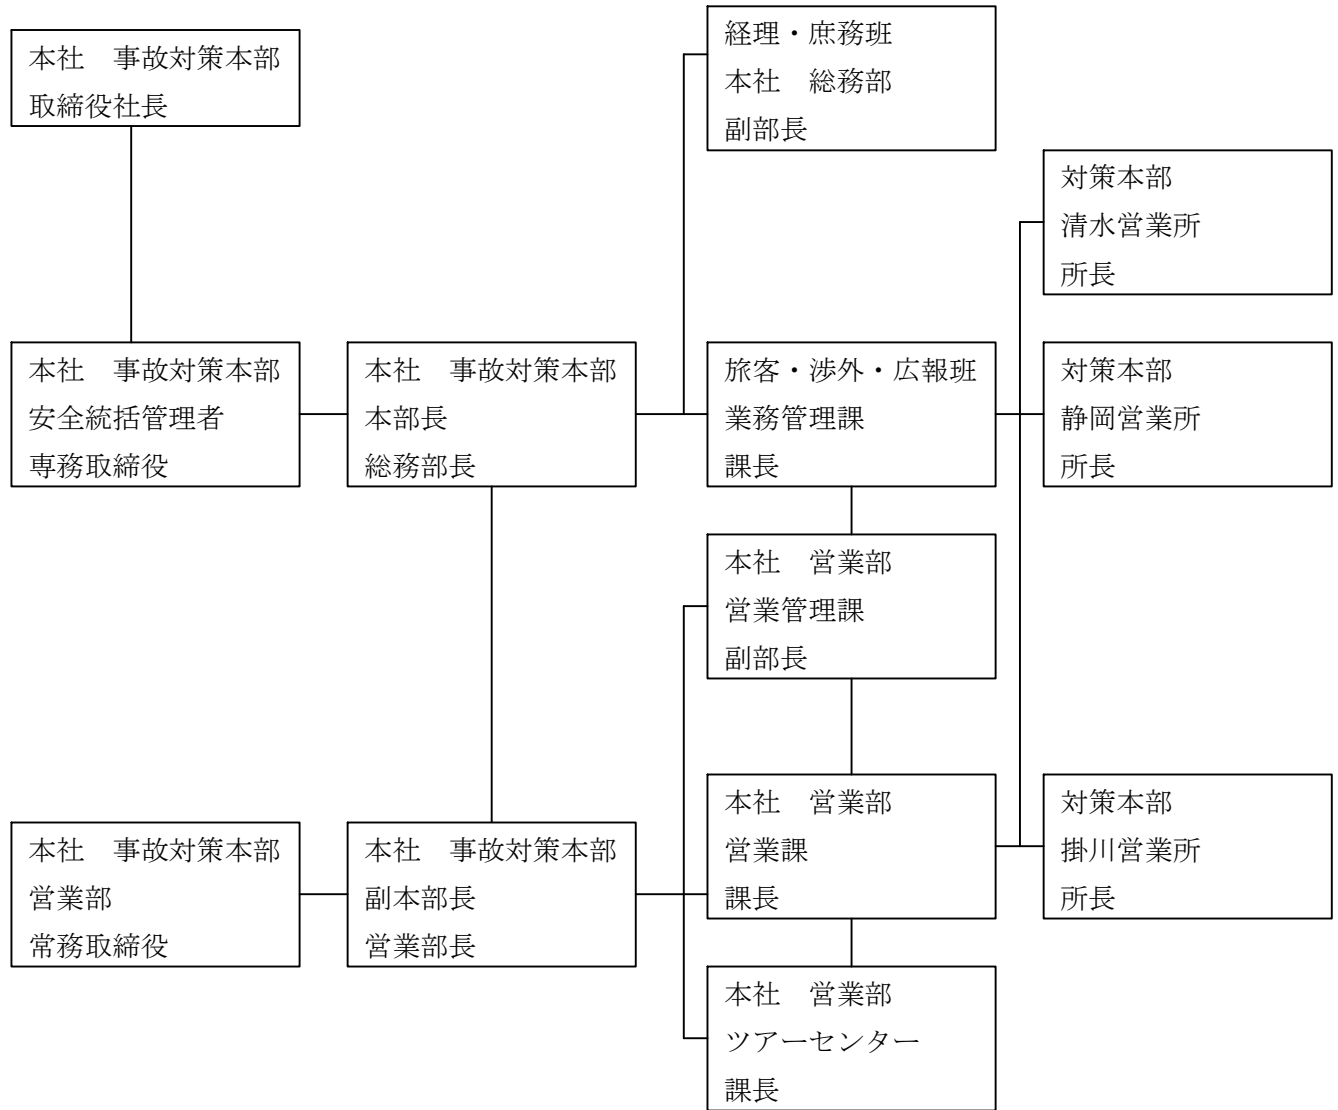 本社　事故対策本部
取締役社長
経理・庶務班
本社　総務部
副部長
対策本部
清水営業所
所長
本社　事故対策本部
安全統括管理者
専務取締役
本社　事故対策本部
本部長
総務部長
旅客・渉外・広報班
業務管理課
課長
対策本部
静岡営業所
所長
本社　営業部
営業管理課
副部長
本社　事故対策本部
営業部
常務取締役
本社　事故対策本部
副本部長
営業部長
本社　営業部
営業課
課長
対策本部
掛川営業所
所長
本社　営業部
ツアーセンター
課長